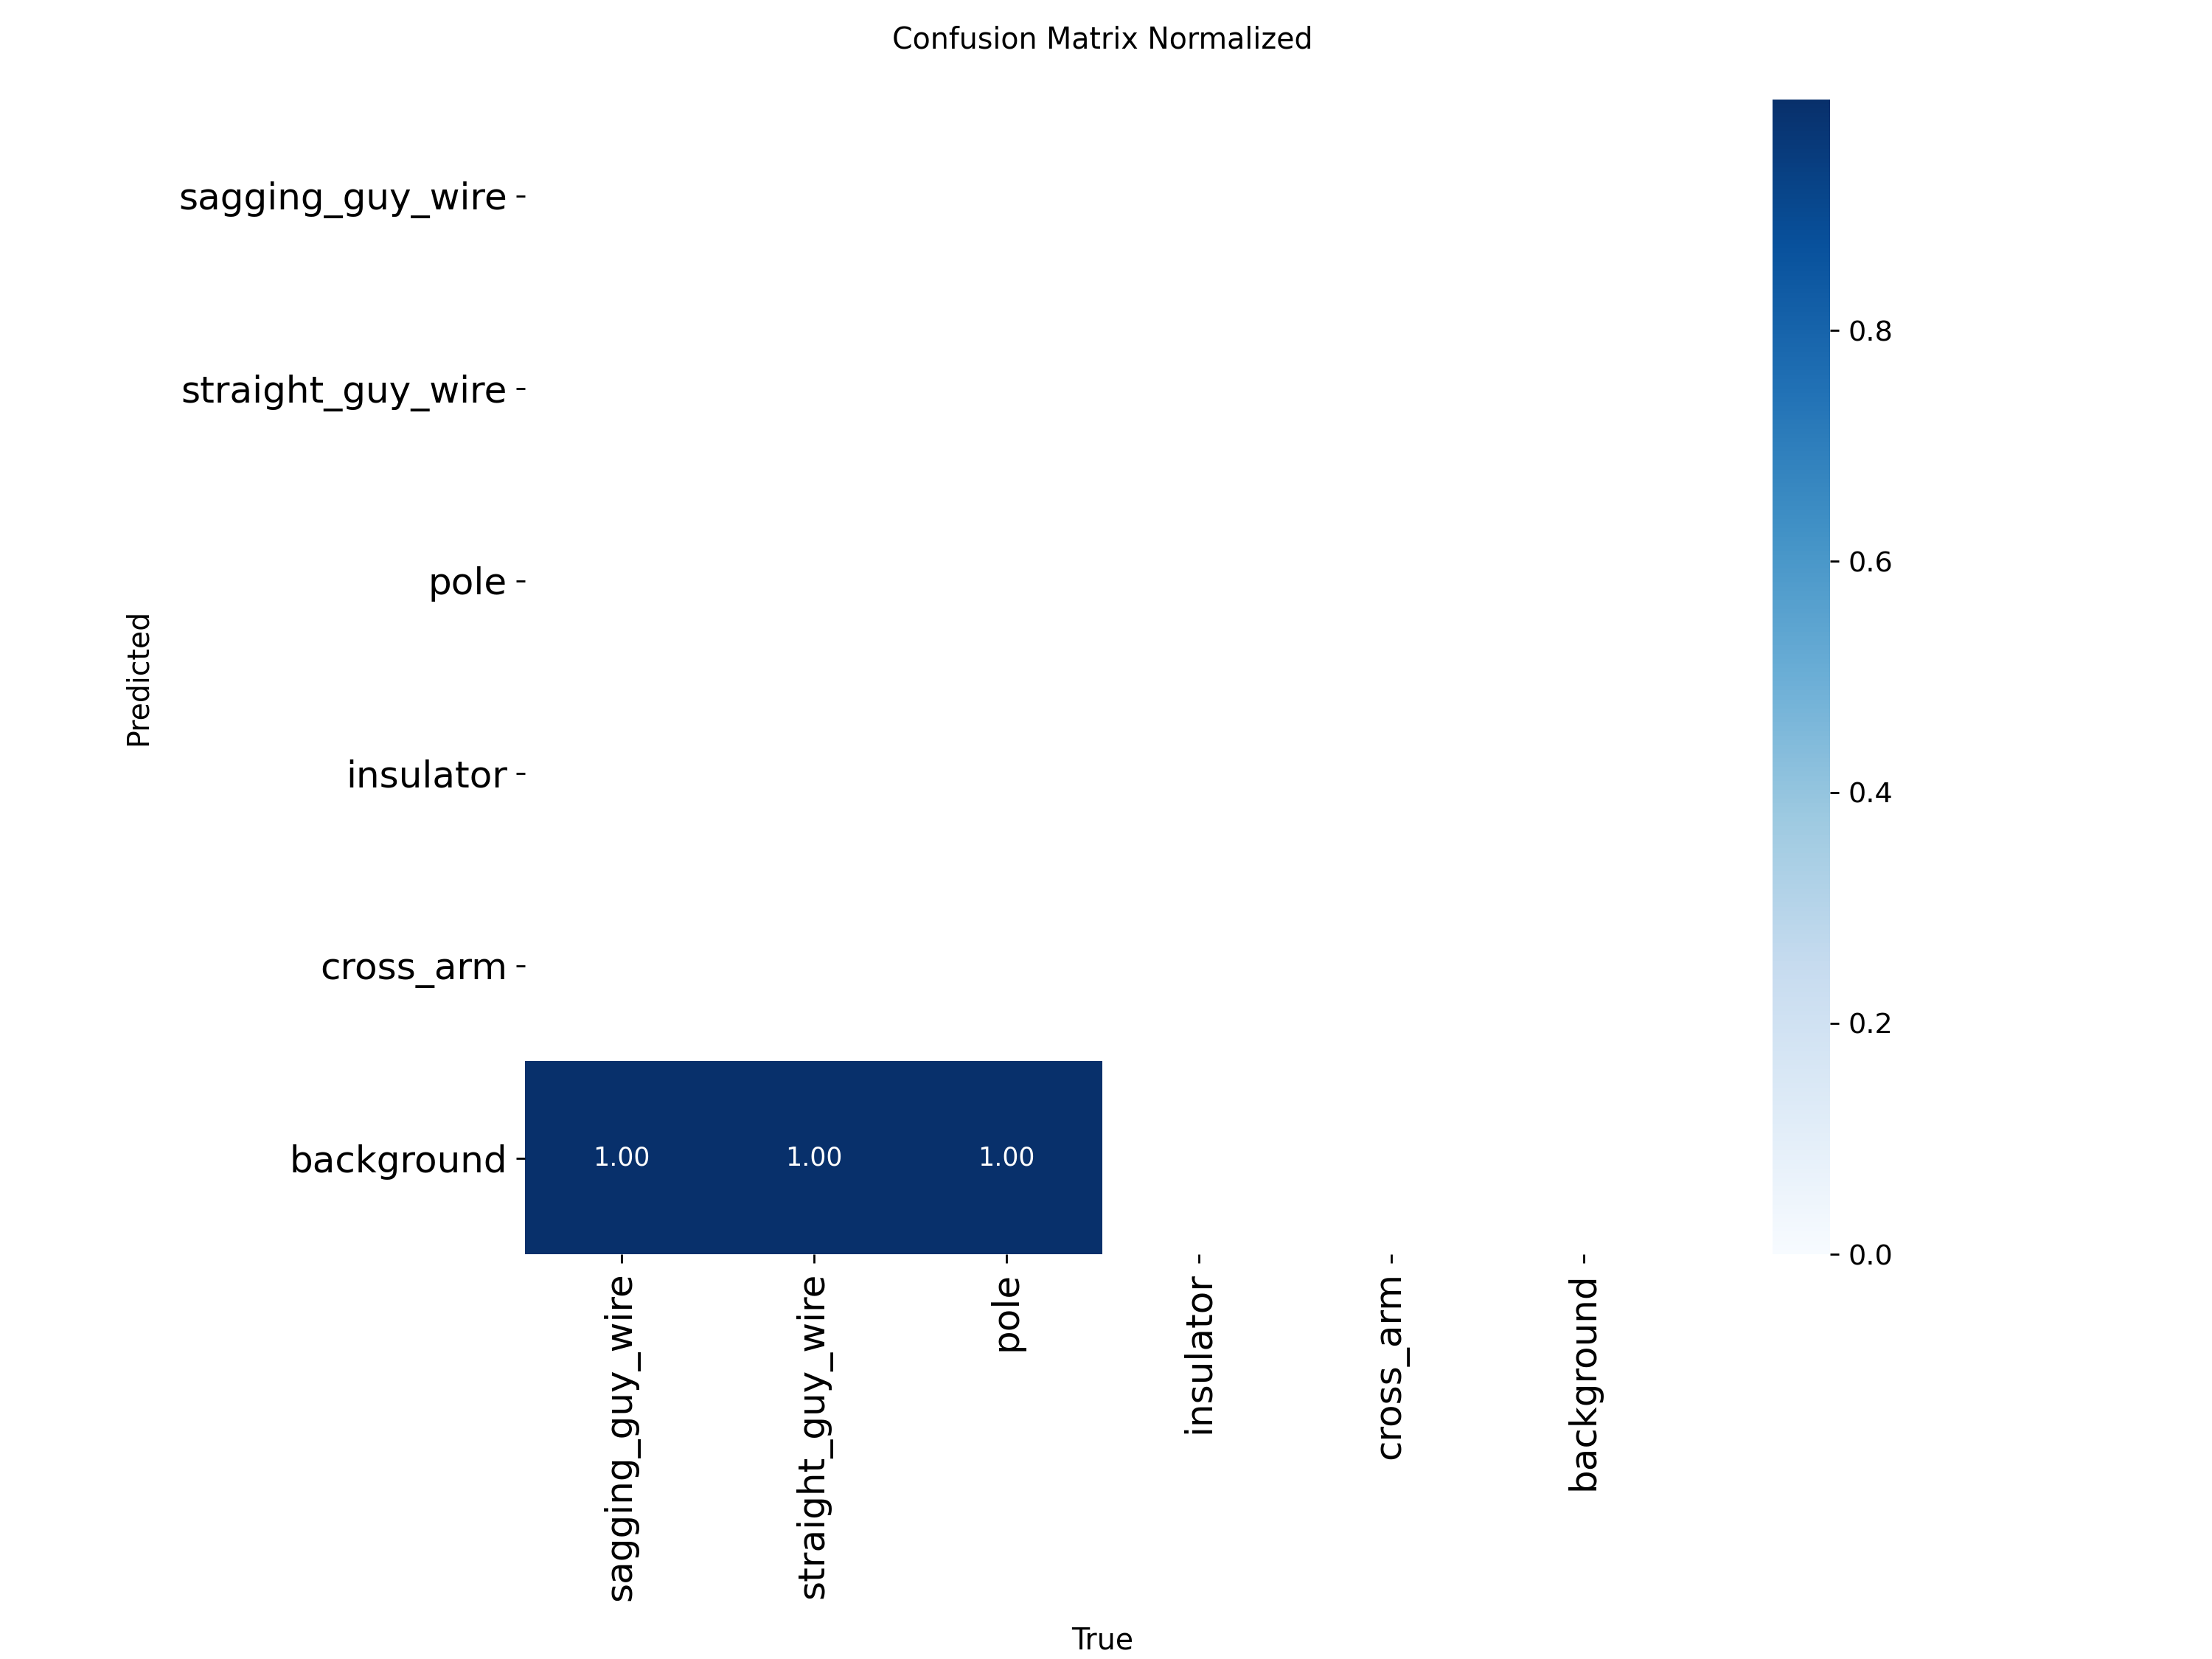 Confusion Matrix Normalized
sagging_guy_wire
straight_guy_wire
pole
insulator
cross_arm
background
Predicted
1.00 1.00 1.00
sagging_guy_wire
straight_guy_wire
pole
insulator
cross_arm
background
True
0.8
0.6
0.4
0.2
0.0